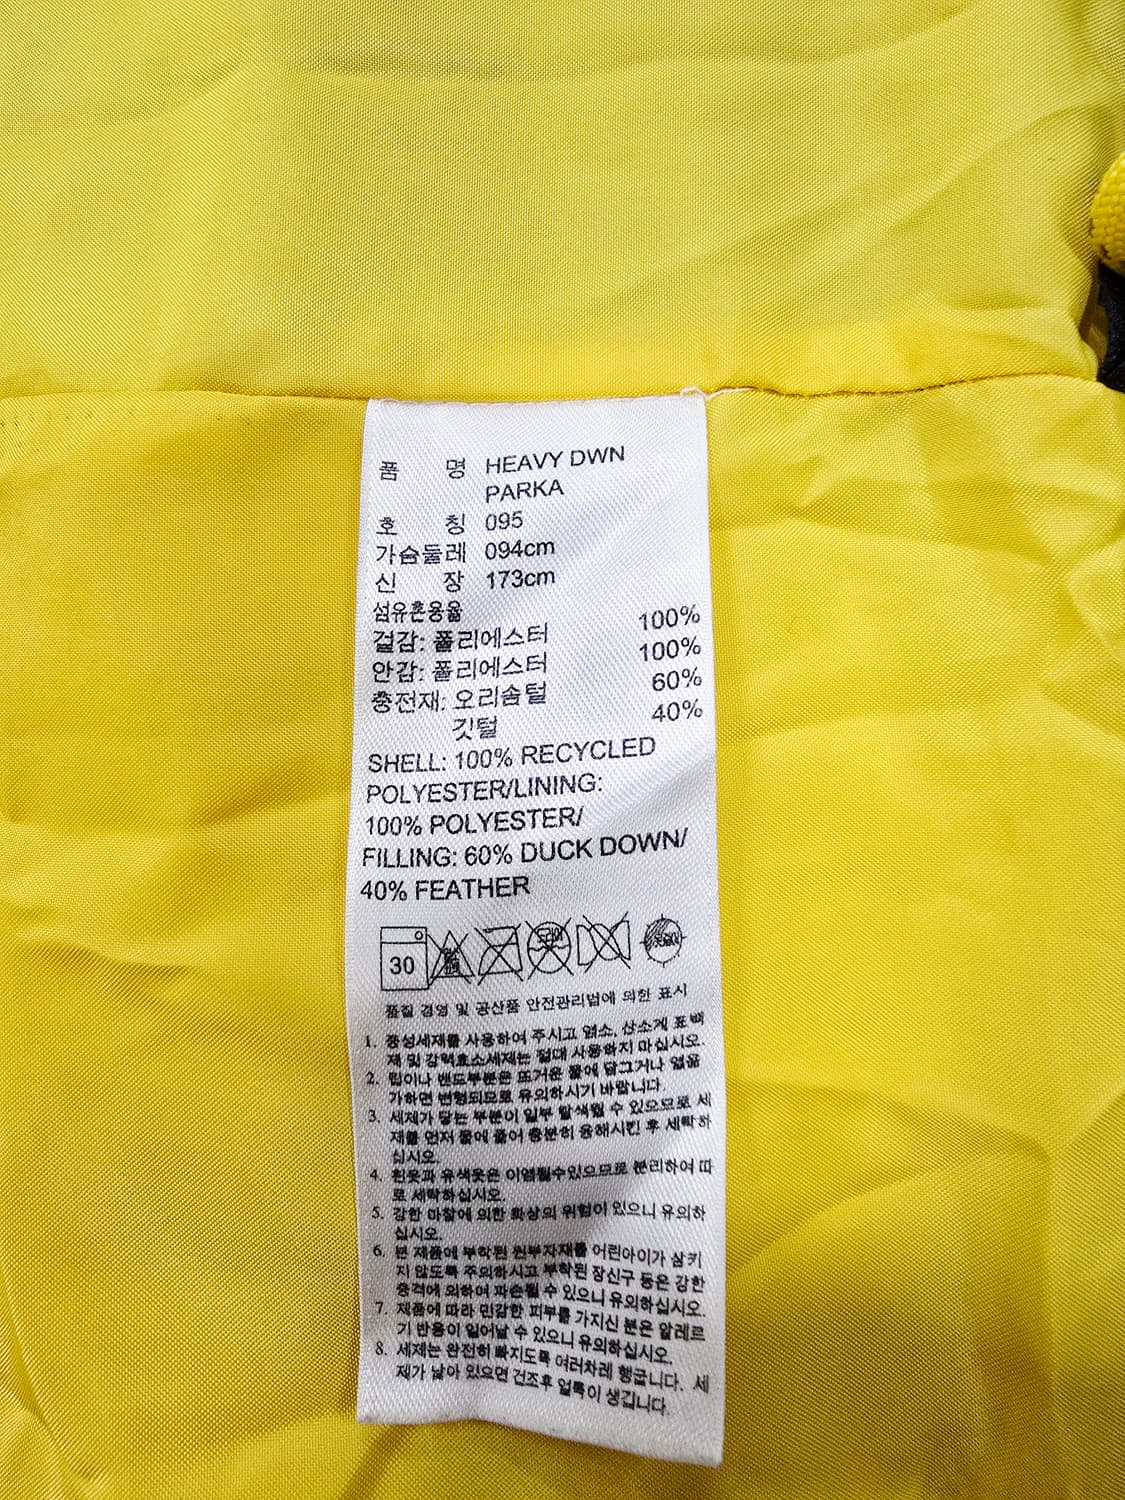 품 명 HEAVY DWN
PARKA
호 칭 095
가슴둘레 094cm
신 장 173cm
섬유혼용율
겉감: 폴리에스터 100%
안감: 폴리에스터 100%
충전재: 오리솜털 60%
깃털 40%
SHELL: 100% RECYCLED
POLYESTER/LINING:
100% POLYESTER/
FILLING: 60% DUCK DOWN/
40% FEATHER
30
품질 경영 및 공산품 안전관리법에 의한 표시
1. 중성세제를 사용하여 주시고 염소, 산소계 표백
제 및 강력효소세제는 절대 사용하지 마십시오.
2. 립이나 밴드부분은 뜨거운 물에 담그거나 열을
가하면 변형되므로 유의하시기 바랍니다.
3. 세제가 닿는 부분이 일부 탈색될 수 있으므로 세
제를 먼저 물에 풀어 충분히 용해시킨 후 세탁하
십시오.
4. 흰옷과 유색옷은 이염될수있으므로 분리하여 따
로 세탁하십시오.
5. 강한 마찰에 의한 화상의 위험이 있으니 유의하
십시오.
6. 본 제품에 부착된 원부자재를 어린아이가 삼키
지 않도록 주의하시고 부착된 장신구 등은 강한
충격에 의하여 파손될 수 있으니 유의하십시오.
7. 제품에 따라 민감한 피부를 가지신 분은 알레르
기 반응이 일어날 수 있으니 유의하십시오.
8. 세제는 완전히 빠지도록 여러차례 행굽니다. 세
제가 남아 있으면 건조후 얼룩이 생깁니다.